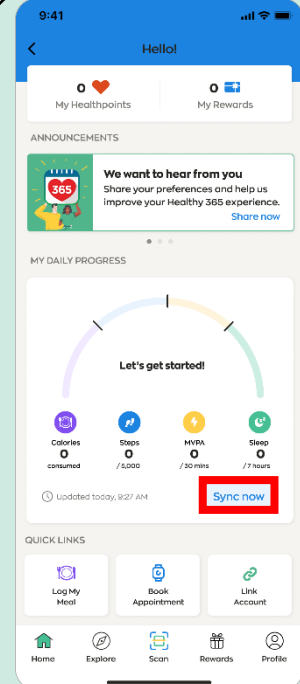 9:41
Hello!
0
0
My Healthpoints
My Rewards
ANNOUNCEMENTS
365
We want to hear from you
Share your preferences and help us
improve your Healthy 365 experience.
Share now
MY DAILY PROGRESS
Let's get started!
Calories
Steps
MVPA
Sleep
0
0
0
0
consumed
/5,000
/30 mins
/7 hours
Updated today, 9:27 AM
Sync now
QUICK LINKS
Log My
Meal
Book
Appointment
Link
Account
Home
Explore
Scan
Rewards
Profile